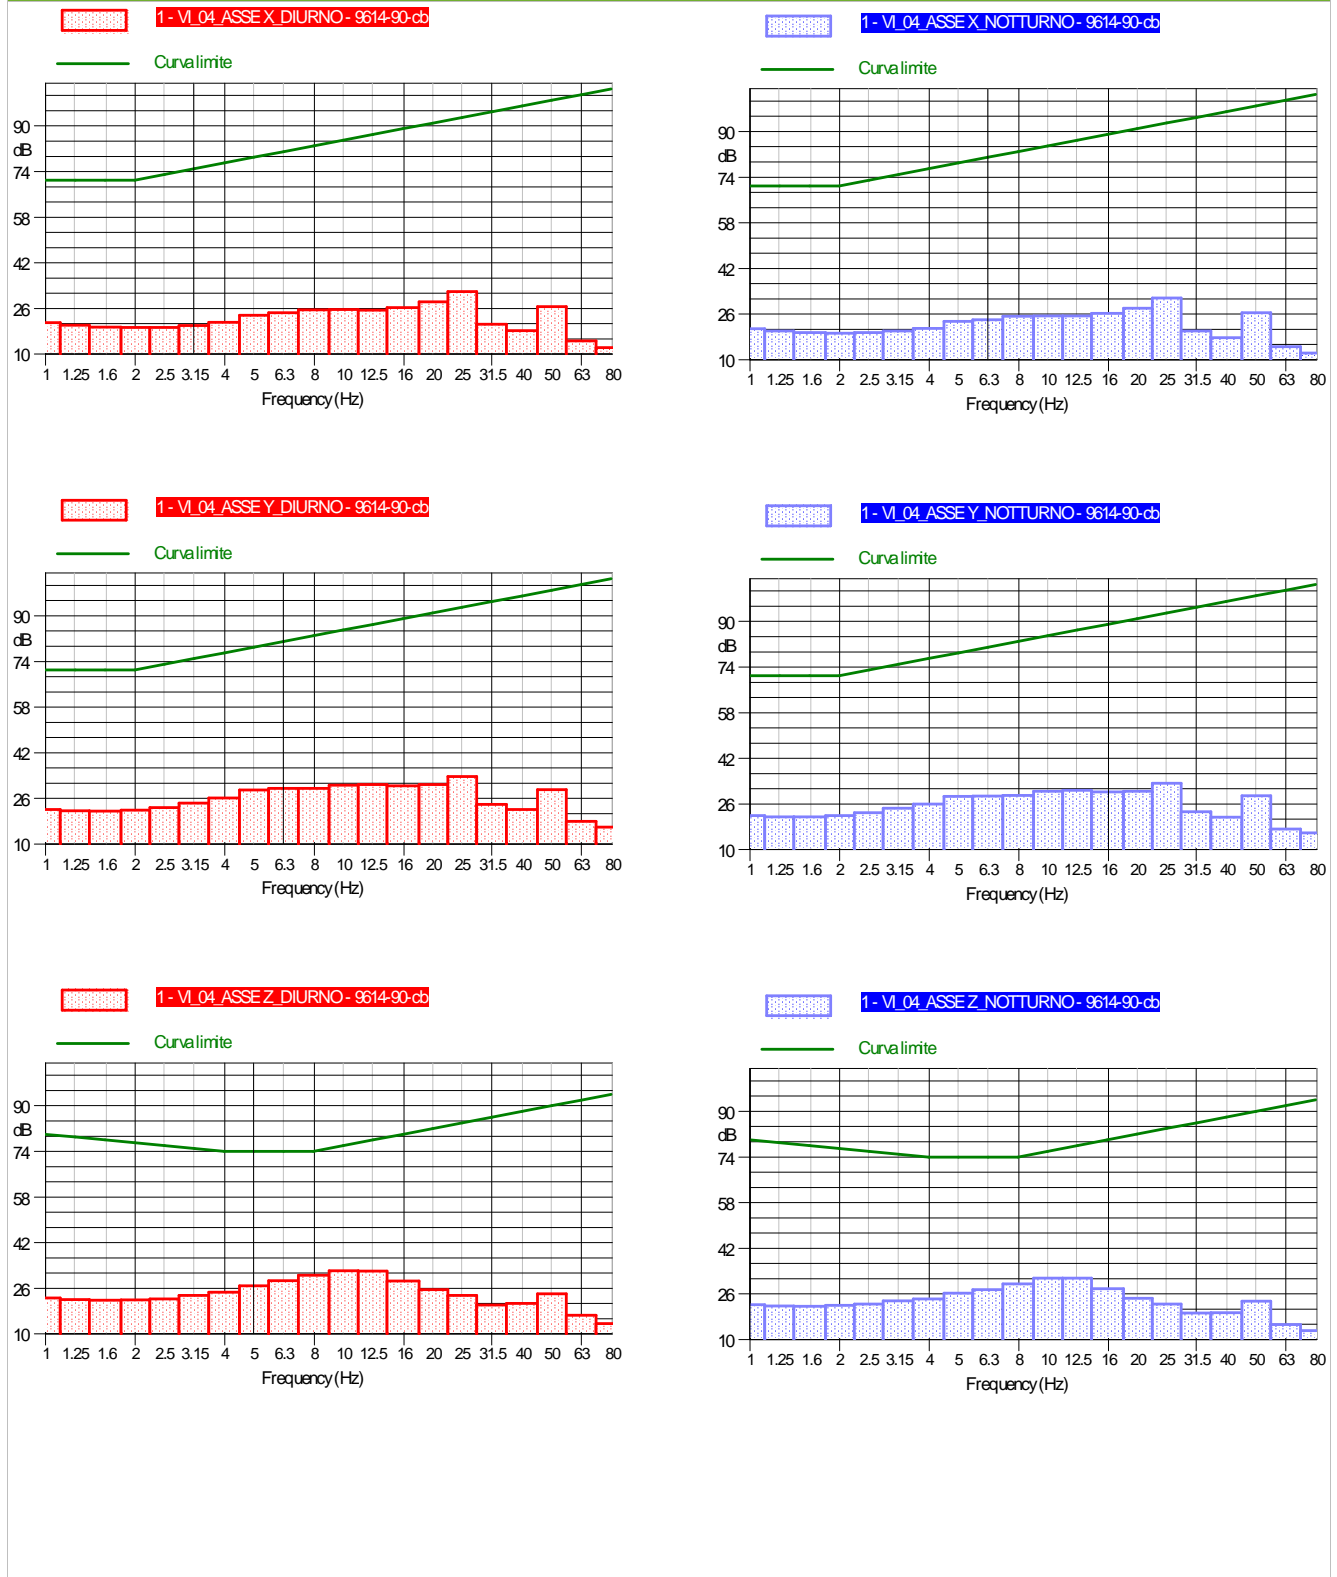 1 - VI_04_ASSE X_DIURNO - 9614-90-cb
Curva limite
90
dB
74
58
42
26
10
1 1.25 1.6 2 2.5 3.15 4 5 6.3 8 10 12.5 16 20 25 31.5 40 50 63 80
Frequency (Hz)
1 - VI_04_ASSE X_NOTTURNO - 9614-90-cb
Curva limite
90
dB
74
58
42
26
10
1 1.25 1.6 2 2.5 3.15 4 5 6.3 8 10 12.5 16 20 25 31.5 40 50 63 80
Frequency (Hz)
1 - VI_04_ASSE Y_DIURNO - 9614-90-cb
Curva limite
90
dB
74
58
42
26
10
1 1.25 1.6 2 2.5 3.15 4 5 6.3 8 10 12.5 16 20 25 31.5 40 50 63 80
Frequency (Hz)
1 - VI_04_ASSE Y_NOTTURNO - 9614-90-cb
Curva limite
90
dB
74
58
42
26
10
1 1.25 1.6 2 2.5 3.15 4 5 6.3 8 10 12.5 16 20 25 31.5 40 50 63 80
Frequency (Hz)
1 - VI_04_ASSE Z_DIURNO - 9614-90-cb
Curva limite
90
dB
74
58
42
26
10
1 1.25 1.6 2 2.5 3.15 4 5 6.3 8 10 12.5 16 20 25 31.5 40 50 63 80
Frequency (Hz)
1 - VI_04_ASSE Z_NOTTURNO - 9614-90-cb
Curva limite
90
dB
74
58
42
26
10
1 1.25 1.6 2 2.5 3.15 4 5 6.3 8 10 12.5 16 20 25 31.5 40 50 63 80
Frequency (Hz)